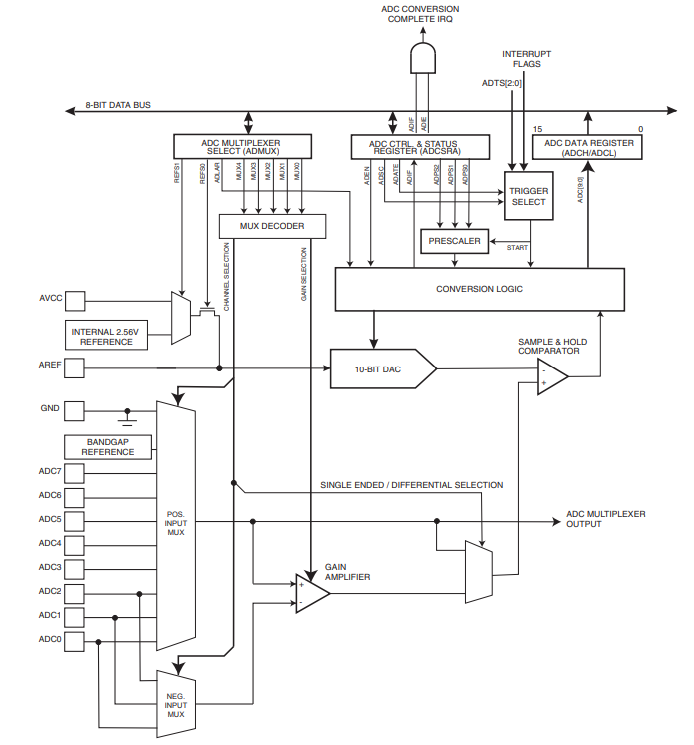 ADC CONVERSION
COMPLETE IRQ
INTERRUPT
FLAGS
ADTS[2:0]
8-BIT DATA BUS
ADIF
ADIE
15
0
ADC MULTIPLEXER
SELECT (ADMUX)
ADC CTRL. & STATUS
REGISTER (ADCSRA)
ADC DATA REGISTER
(ADCH/ADCL)
REFS1
REFS0
ADLAR
MUX4
MUX3
MUX2
MUX1
MUX0
ADEN
ADSC
ADATE
ADIF
ADPS2
ADPS1
ADPS0
TRIGGER
SELECT
ADC[9:0]
MUX DECODER
PRESCALER
START
CHANNEL SELECTION
GAIN SELECTION
CONVERSION LOGIC
AVCC
INTERNAL 2.56V
REFERENCE
AREF
10-BIT DAC
SAMPLE & HOLD
COMPARATOR
-
+
GND
BANDGAP
REFERENCE
ADC7
ADC6
ADC5
ADC4
ADC3
ADC2
ADC1
ADC0
POS.
INPUT
MUX
SINGLE ENDED / DIFFERENTIAL SELECTION
ADC MULTIPLEXER
OUTPUT
GAIN
AMPLIFIER
+
-
NEG.
INPUT
MUX